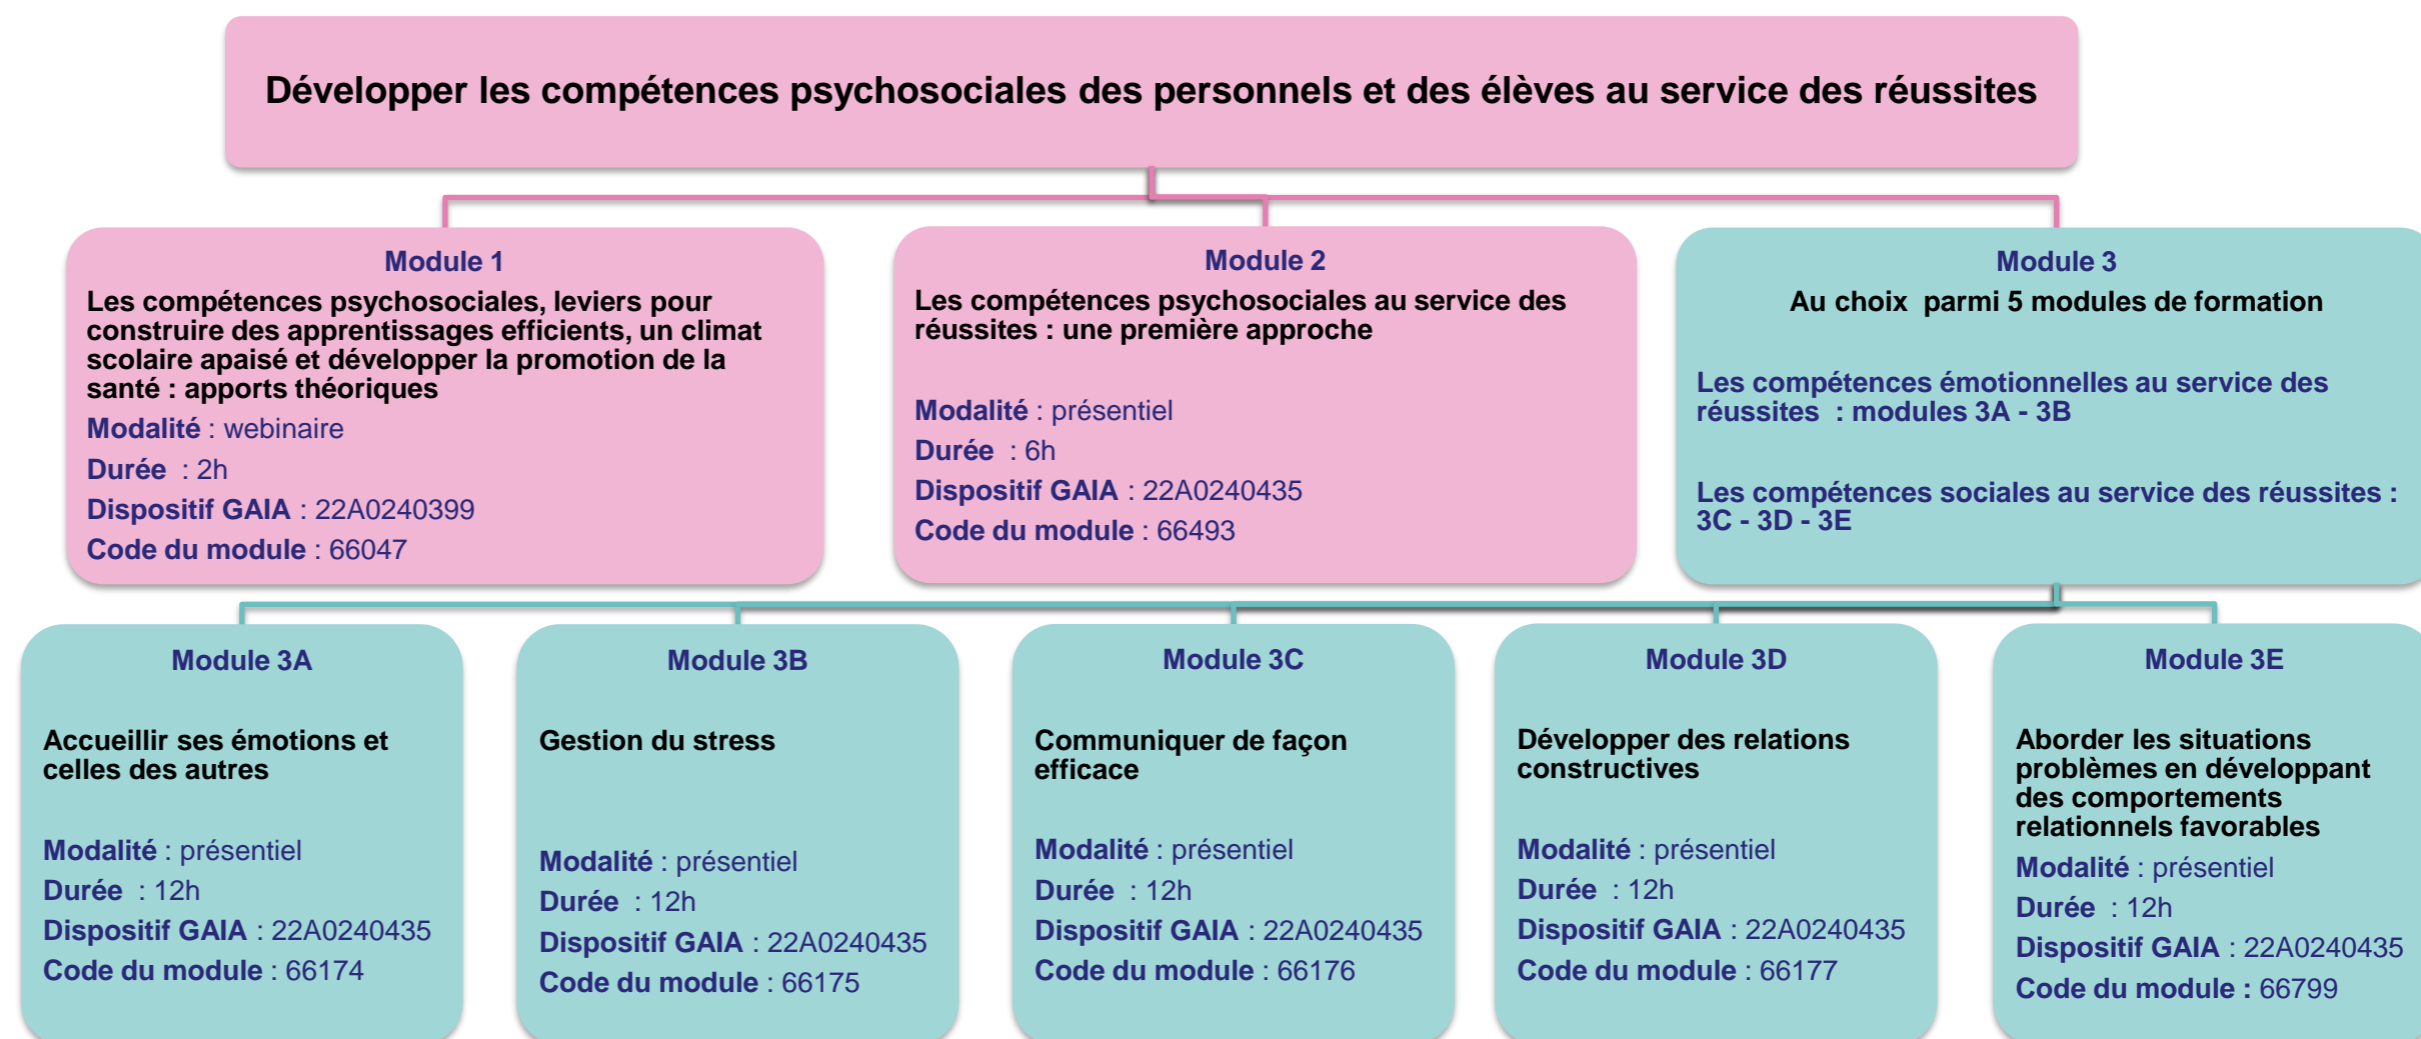 Développer les compétences psychosociales des personnels et des élèves au service des réussites
Module 1
Les compétences psychosociales, leviers pour
construire des apprentissages efficients, un climat
scolaire apaisé et développer la promotion de la
santé : apports théoriques
Modalité : webinaire
Durée : 2h
Dispositif GAIA : 22A0240399
Code du module : 66047
Module 2
Les compétences psychosociales au service des
réussites : une première approche
Modalité : présentiel
Durée : 6h
Dispositif GAIA : 22A0240435
Code du module : 66493
Module 3
Au choix parmi 5 modules de formation
Les compétences émotionnelles au service des
réussites : modules 3A - 3B
Les compétences sociales au service des réussites :
3C - 3D - 3E
Module 3A
Accueillir ses émotions et
celles des autres
Modalité : présentiel
Durée : 12h
Dispositif GAIA : 22A0240435
Code du module : 66174
Module 3B
Gestion du stress
Modalité : présentiel
Durée : 12h
Dispositif GAIA : 22A0240435
Code du module : 66175
Module 3C
Communiquer de façon
efficace
Modalité : présentiel
Durée : 12h
Dispositif GAIA : 22A0240435
Code du module : 66176
Module 3D
Développer des relations
constructives
Modalité : présentiel
Durée : 12h
Dispositif GAIA : 22A0240435
Code du module : 66177
Module 3E
Aborder les situations
problèmes en développant
des comportements
relationnels favorables
Modalité : présentiel
Durée : 12h
Dispositif GAIA : 22A0240435
Code du module : 66799